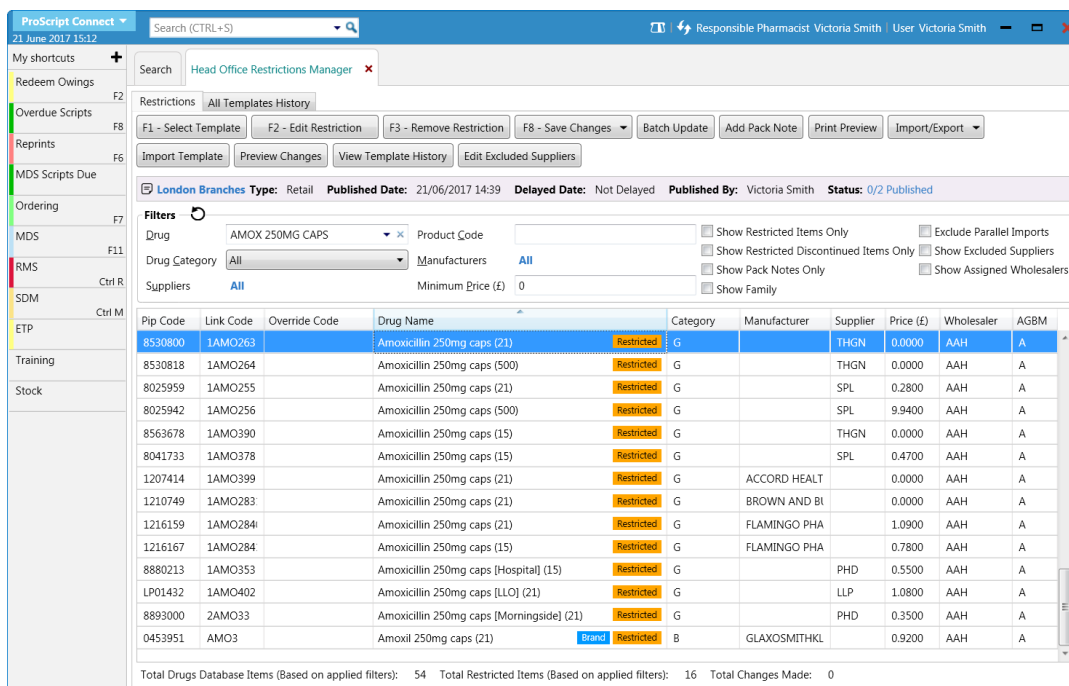 ProScript Connect
21 June 2017 15:12
Search (CTRL+S)
Responsible Pharmacist Victoria Smith User Victoria Smith
My shortcuts
Redeem Owings
F2
Overdue Scripts
F8
Reprints
F6
MDS Scripts Due
Ordering
F7
MDS
F11
RMS
Ctrl R
SDM
Ctrl M
ETP
Training
Stock
Search Head Office Restrictions Manager
Restrictions All Templates History
F1 - Select Template F2 - Edit Restriction F3 - Remove Restriction F8 - Save Changes Batch Update Add Pack Note Print Preview Import/Export
Import Template Preview Changes View Template History Edit Excluded Suppliers
London Branches Type: Retail Published Date: 21/06/2017 14:39 Delayed Date: Not Delayed Published By: Victoria Smith Status: 0/2 Published
Filters
Drug AMOX 250MG CAPS Product Code Show Restricted Items Only Exclude Parallel Imports
Show Restricted Discontinued Items Only Show Excluded Suppliers
Drug Category All Manufacturers All Show Pack Notes Only Show Assigned Wholesalers
Suppliers All Minimum Price (£) 0 Show Family
Pip Code Link Code Override Code Drug Name Category Manufacturer Supplier Price (£) Wholesaler AGBM
8530800 1AMO263 Amoxicillin 250mg caps (21) Restricted G THGN 0.0000 AAH A
8530818 1AMO264 Amoxicillin 250mg caps (500) Restricted G THGN 0.0000 AAH A
8025959 1AMO255 Amoxicillin 250mg caps (21) Restricted G SPL 0.2800 AAH A
8025942 1AMO256 Amoxicillin 250mg caps (500) Restricted G SPL 9.9400 AAH A
8563678 1AMO390 Amoxicillin 250mg caps (15) Restricted G THGN 0.0000 AAH A
8041733 1AMO378 Amoxicillin 250mg caps (15) Restricted G SPL 0.4700 AAH A
1207414 1AMO399 Amoxicillin 250mg caps (21) Restricted G ACCORD HEALT 0.0000 AAH A
1210749 1AMO283 Amoxicillin 250mg caps (21) Restricted G BROWN AND 0.0000 AAH A
1216159 1AMO284 Amoxicillin 250mg caps (21) Restricted G FLAMINGO PHA 1.0900 AAH A
1216167 1AMO284 Amoxicillin 250mg caps (15) Restricted G FLAMINGO PHA 0.7800 AAH A
8880213 1AMO353 Amoxicillin 250mg caps [Hospital] (15) Restricted G PHD 0.5500 AAH A
LP01432 1AMO402 Amoxicillin 250mg caps [LLO] (21) Restricted G LLP 1.0800 AAH A
8893000 2AMO33 Amoxicillin 250mg caps [Morningside] (21) Restricted G PHD 0.3500 AAH A
0453951 AMO3 Amoxil 250mg caps (21) Brand Restricted B GLAXOSMITHKL 0.9200 AAH A
Total Drugs Database Items (Based on applied filters): 54 Total Restricted Items (Based on applied filters): 16 Total Changes Made: 0